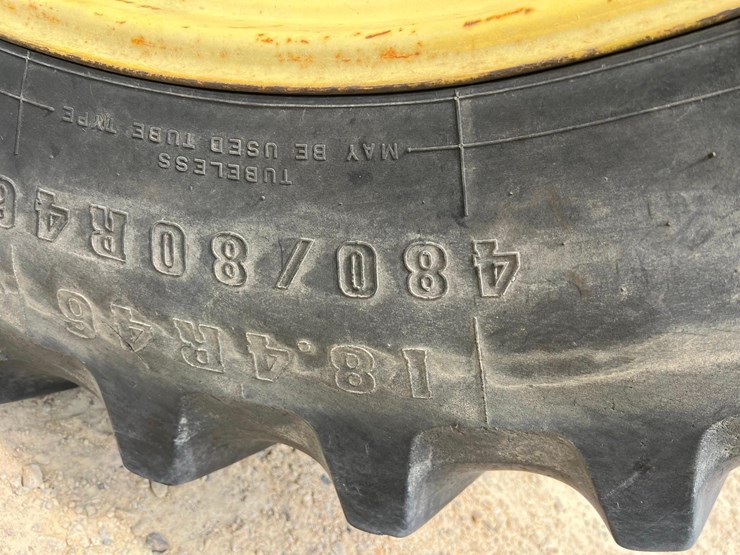 18.4R46
480/80R46
TUBELESS
MAY BE USED TUBE TYPE